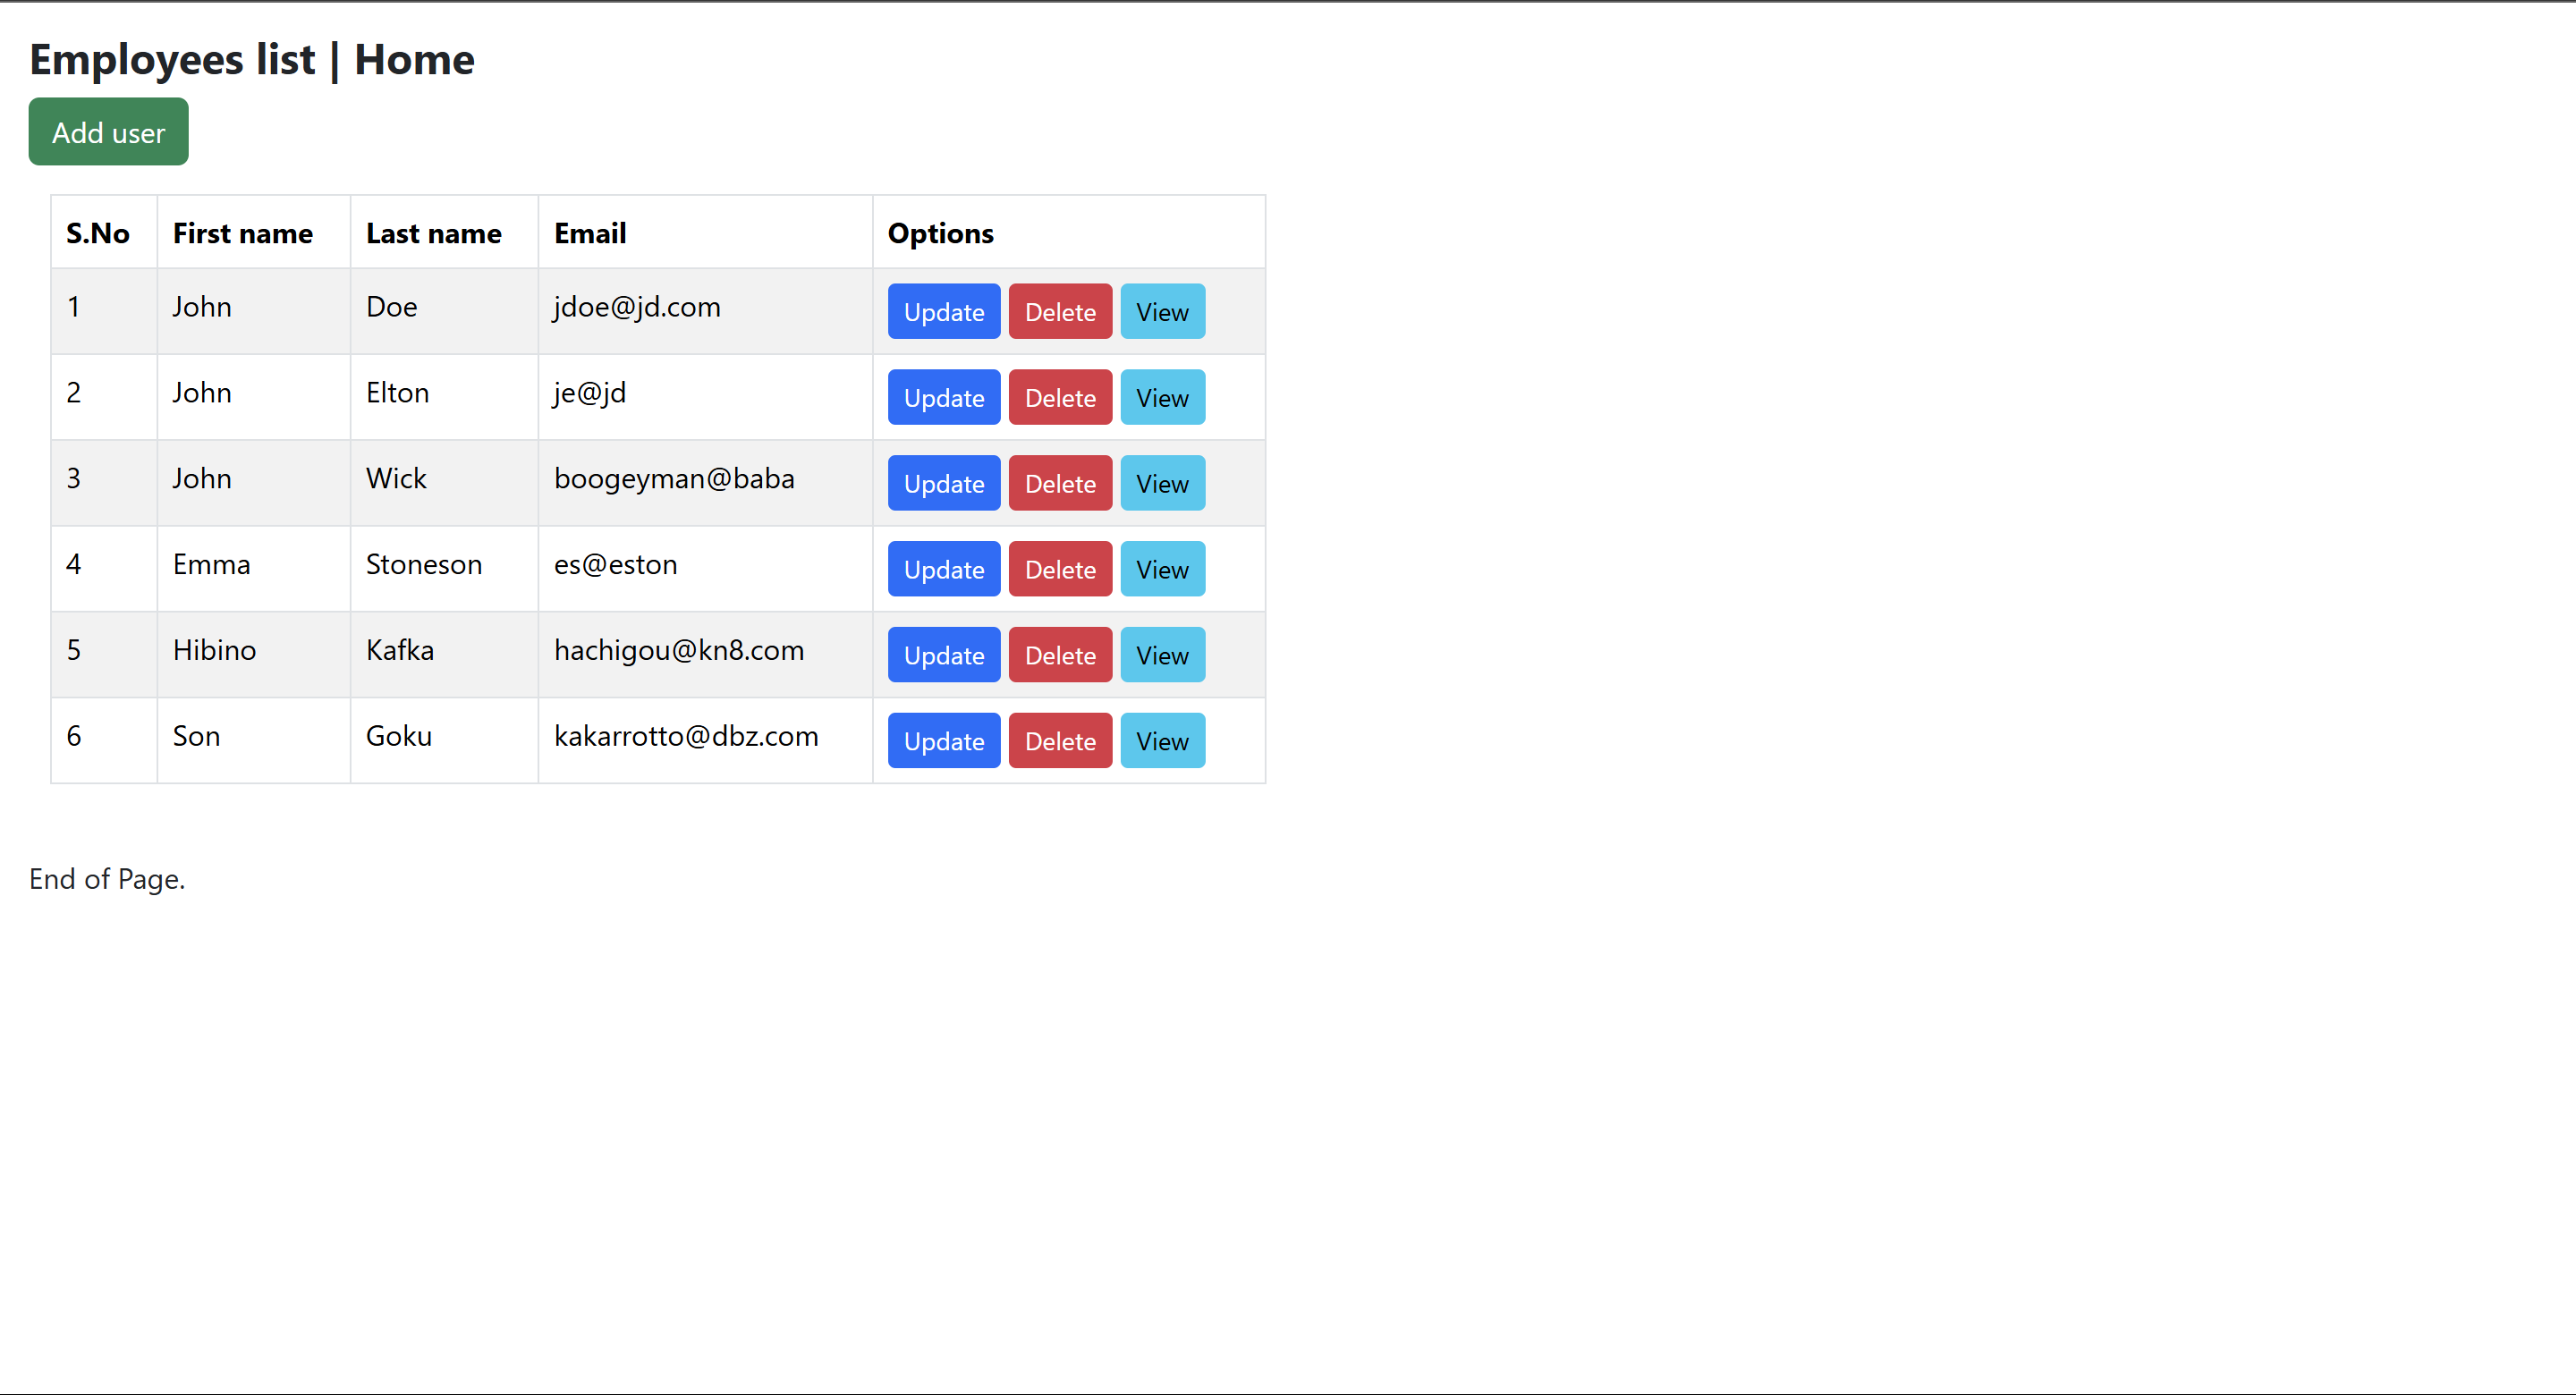 Employees list | Home
Add user
S.No First name Last name Email Options
1 John Doe jdoe@jd.com Update Delete View
2 John Elton je@jd Update Delete View
3 John Wick boogeyman@baba Update Delete View
4 Emma Stoneson es@eston Update Delete View
5 Hibino Kafka hachigou@kn8.com Update Delete View
6 Son Goku kakarrotto@dbz.com Update Delete View
End of Page.